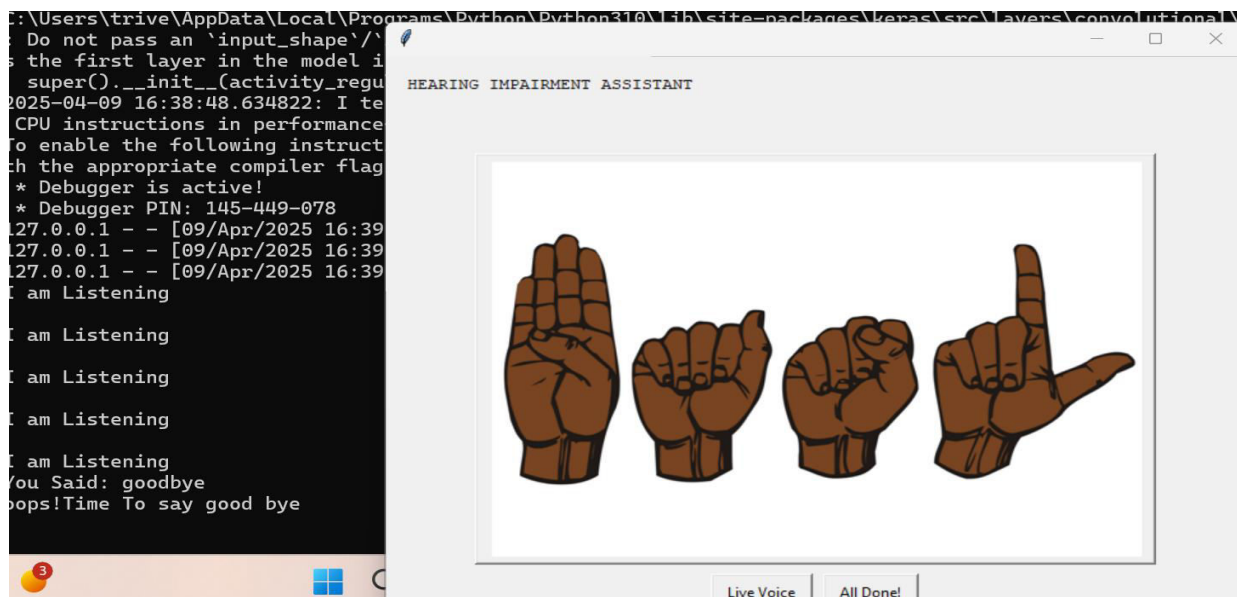 C:\Users\trive\AppData\Local\Programs\Python\Python310\lib\site-packages\keras\src\layers\convolutional\
: Do not pass an `input_shape`/`
s the first layer in the model i
super().__init__(activity_regu
2025-04-09 16:38:48.634822: I te
CPU instructions in performance
To enable the following instruct
th the appropriate compiler flag
* Debugger is active!
* Debugger PIN: 145-449-078
127.0.0.1 - - [09/Apr/2025 16:39
127.0.0.1 - - [09/Apr/2025 16:39
127.0.0.1 - - [09/Apr/2025 16:39
I am Listening
I am Listening
I am Listening
I am Listening
I am Listening
You Said: goodbye
oops!Time To say good bye
3
HEARING IMPAIRMENT ASSISTANT
Live Voice
All Done!